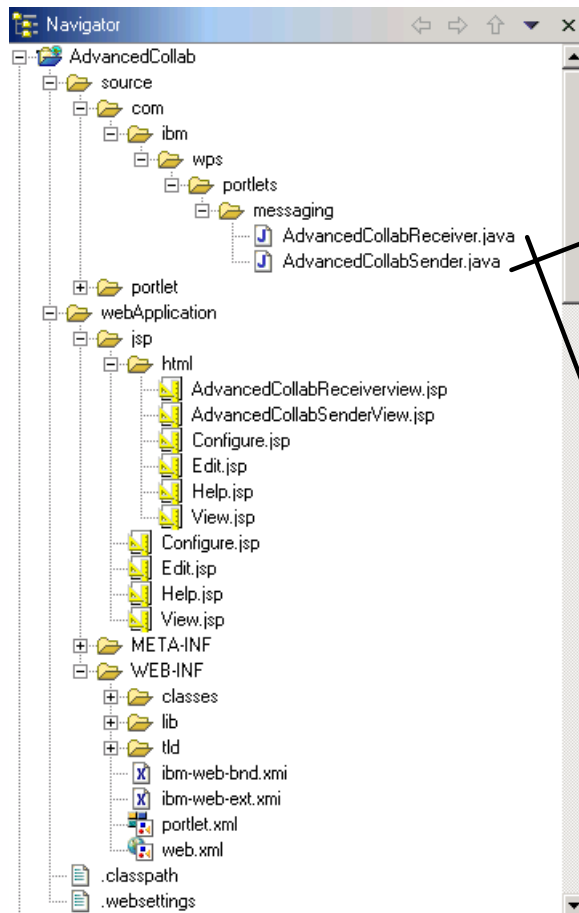 Navigator
AdvancedCollab
source
com
ibm
wps
portlets
messaging
AdvancedCollabReceiver.java
AdvancedCollabSender.java
portlet
webApplication
jsp
html
AdvancedCollabReceiverview.jsp
AdvancedCollabSenderView.jsp
Configure.jsp
Edit.jsp
Help.jsp
View.jsp
Configure.jsp
Edit.jsp
Help.jsp
View.jsp
META-INF
WEB-INF
classes
lib
tld
ibm-web-bnd.xmi
ibm-web-ext.xmi
portlet.xml
web.xml
.classpath
.websettings